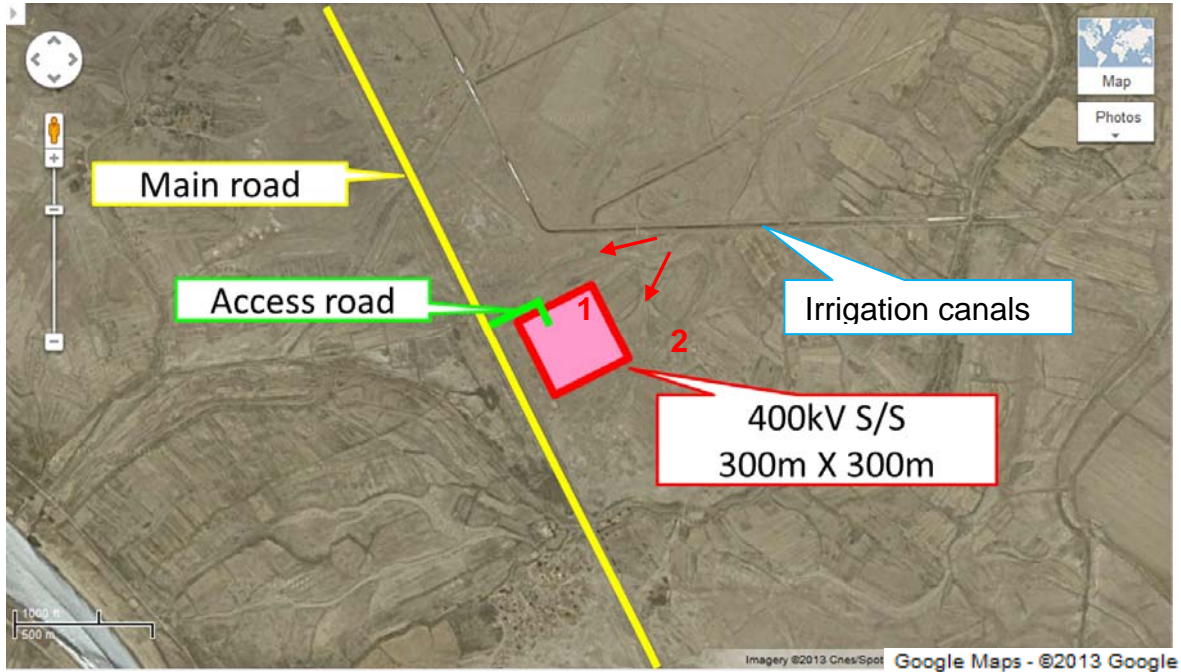 Map
Photos
Main road
Access road
Irrigation canals
1
2
400kV S/S
300m X 300m
1000 ft
500 m
Imagery ©2013 Cnes/Spot
Google Maps - ©2013 Google